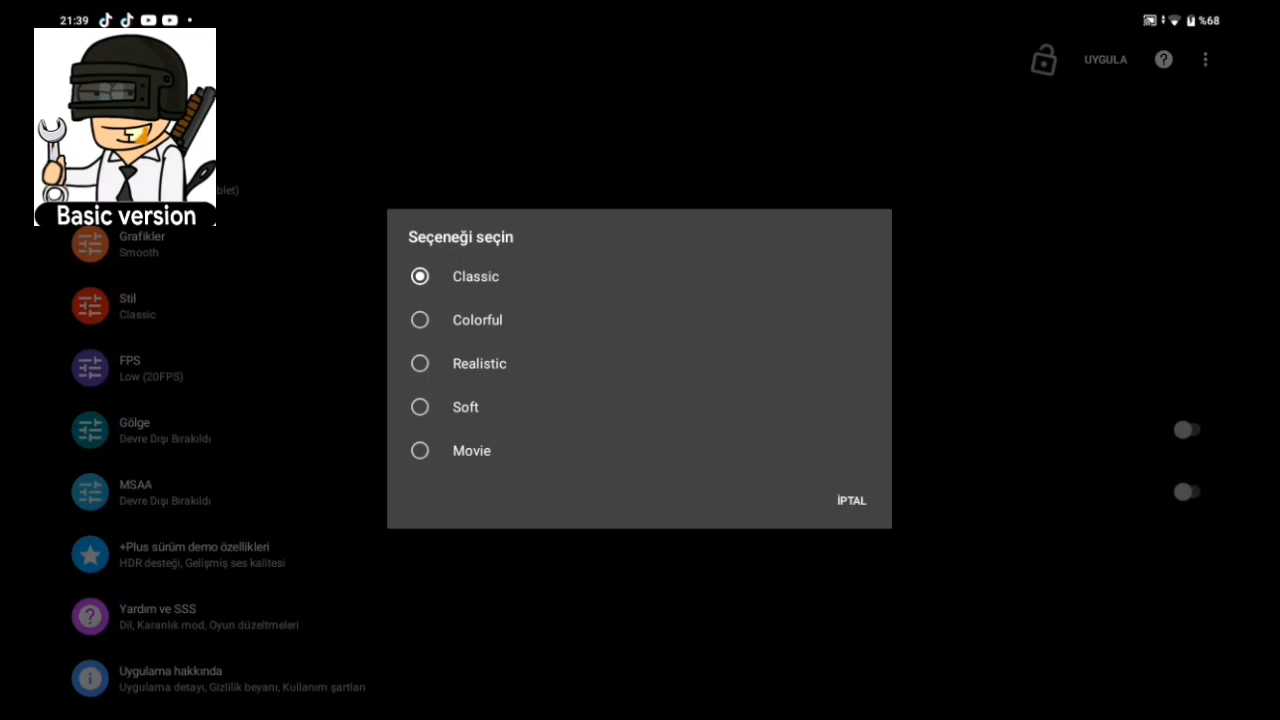 21:39
%68
UYGULA
Basic version
blet)
Grafikler
Smooth
Stil
Classic
FPS
Low (20FPS)
Gölge
Devre Dışı Bırakıldı
MSAA
Devre Dışı Bırakıldı
+Plus sürüm demo özellikleri
HDR desteği, Gelişmiş ses kalitesi
Yardım ve SSS
Dil, Karanlık mod, Oyun düzeltmeleri
Uygulama hakkında
Uygulama detayı, Gizlilik beyanı, Kullanım şartları
Seçeneği seçin
Classic
Colorful
Realistic
Soft
Movie
İPTAL